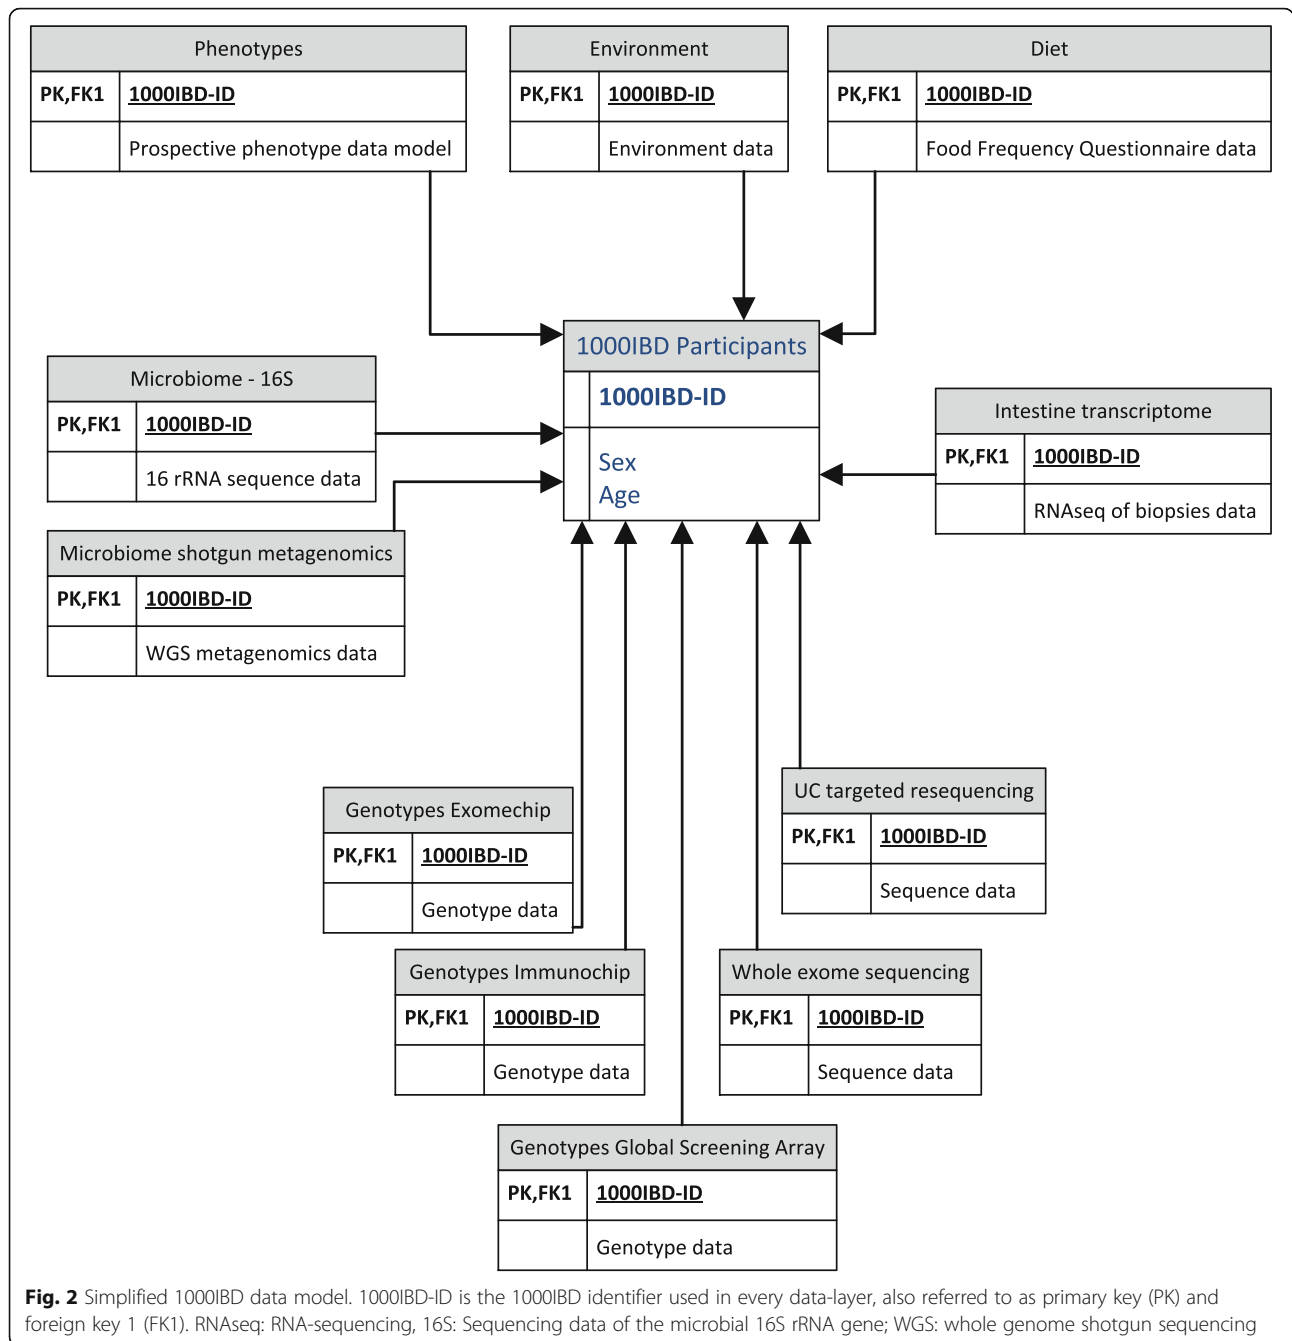 Phenotypes
PK,FK1 1000IBD-ID
Prospective phenotype data model
Environment
PK,FK1 1000IBD-ID
Environment data
Diet
PK,FK1 1000IBD-ID
Food Frequency Questionnaire data
1000IBD Participants
1000IBD-ID
Sex
Age
Microbiome - 16S
PK,FK1 1000IBD-ID
16 rRNA sequence data
Intestine transcriptome
PK,FK1 1000IBD-ID
RNAseq of biopsies data
Microbiome shotgun metagenomics
PK,FK1 1000IBD-ID
WGS metagenomics data
UC targeted resequencing
PK,FK1 1000IBD-ID
Sequence data
Genotypes Exomechip
PK,FK1 1000IBD-ID
Genotype data
Genotypes Immunochip
PK,FK1 1000IBD-ID
Genotype data
Whole exome sequencing
PK,FK1 1000IBD-ID
Sequence data
Genotypes Global Screening Array
PK,FK1 1000IBD-ID
Genotype data
Fig. 2 Simplified 1000IBD data model. 1000IBD-ID is the 1000IBD identifier used in every data-layer, also referred to as primary key (PK) and
foreign key 1 (FK1). RNAseq: RNA-sequencing, 16S: Sequencing data of the microbial 16S rRNA gene; WGS: whole genome shotgun sequencing